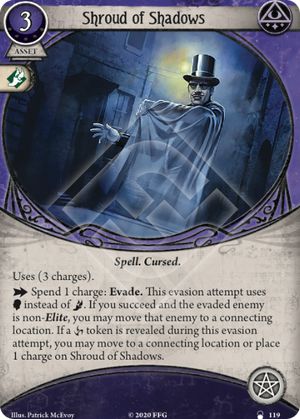 Shroud of Shadows
3
ASSET
Spell. Cursed.
Uses (3 charges).
Spend 1 charge: Evade. This evasion attempt uses
instead of . If you succeed and the evaded enemy
is non-Elite, you may move that enemy to a connecting
location. If a token is revealed during this evasion
attempt, you may move to a connecting location or place
1 charge on Shroud of Shadows.
Illus. Patrick McEvoy
© 2020 FFG
119